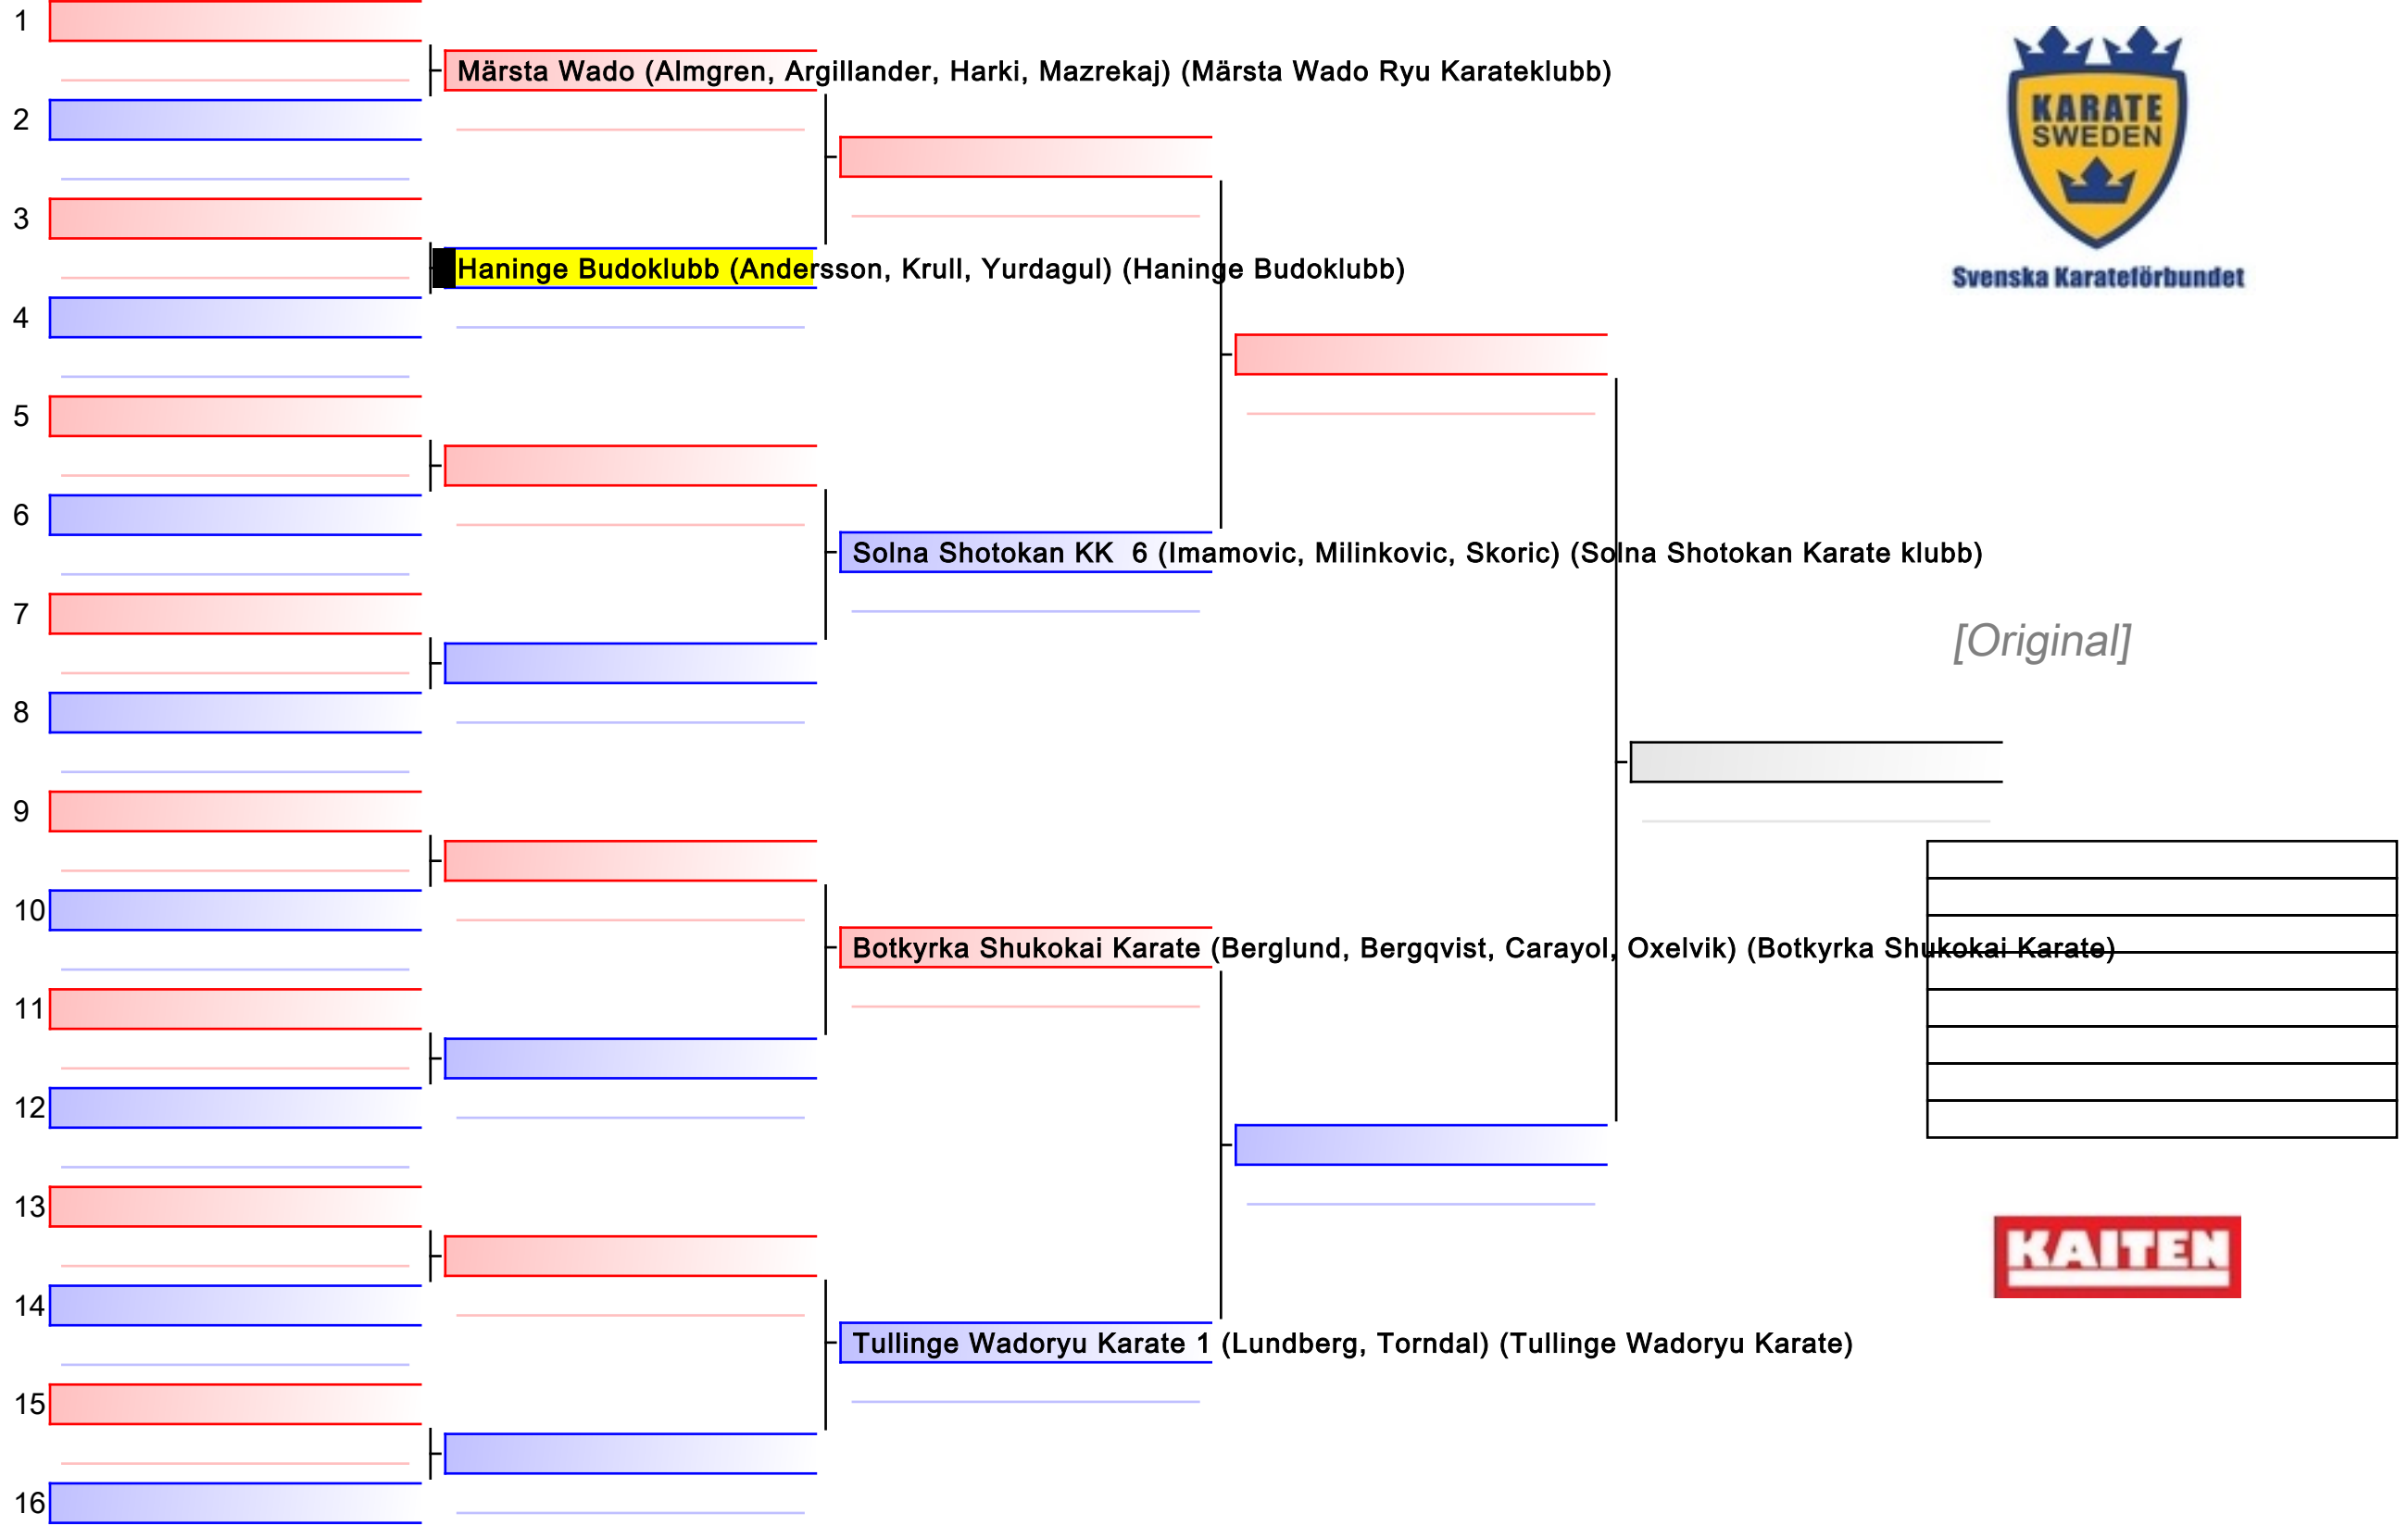 1
Märsta Wado (Almgren, Argillander, Harki, Mazrekaj) (Märsta Wado Ryu Karateklubb)
2
3
Haninge Budoklubb (Andersson, Krull, Yurdagul) (Haninge Budoklubb)
4
5
6
Solna Shotokan KK  6 (Imamovic, Milinkovic, Skoric) (Solna Shotokan Karate klubb)
7
8
9
10
Botkyrka Shukokai Karate (Berglund, Bergqvist, Carayol, Oxelvik) (Botkyrka Shukokai Karate)
11
12
13
14
Tullinge Wadoryu Karate 1 (Lundberg, Torndal) (Tullinge Wadoryu Karate)
15
16
KARATE
SWEDEN
Svenska Karateförbundet
[Original]
KAITEN